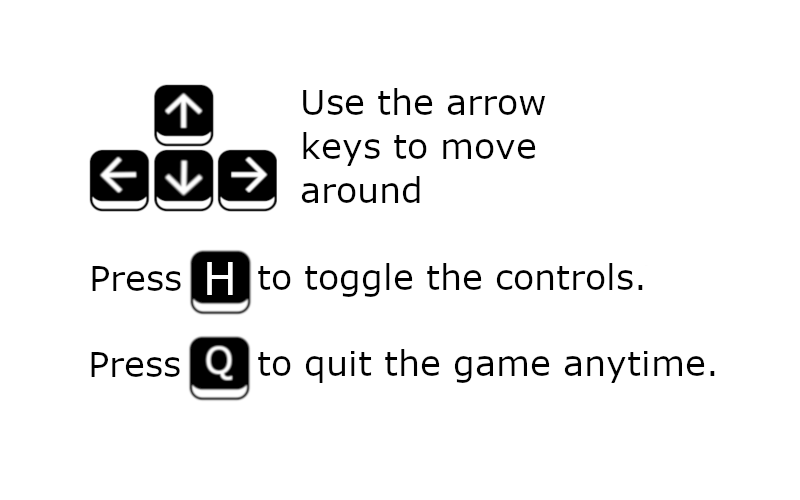 Use the arrow
keys to move
around
Press H to toggle the controls.
Press Q to quit the game anytime.